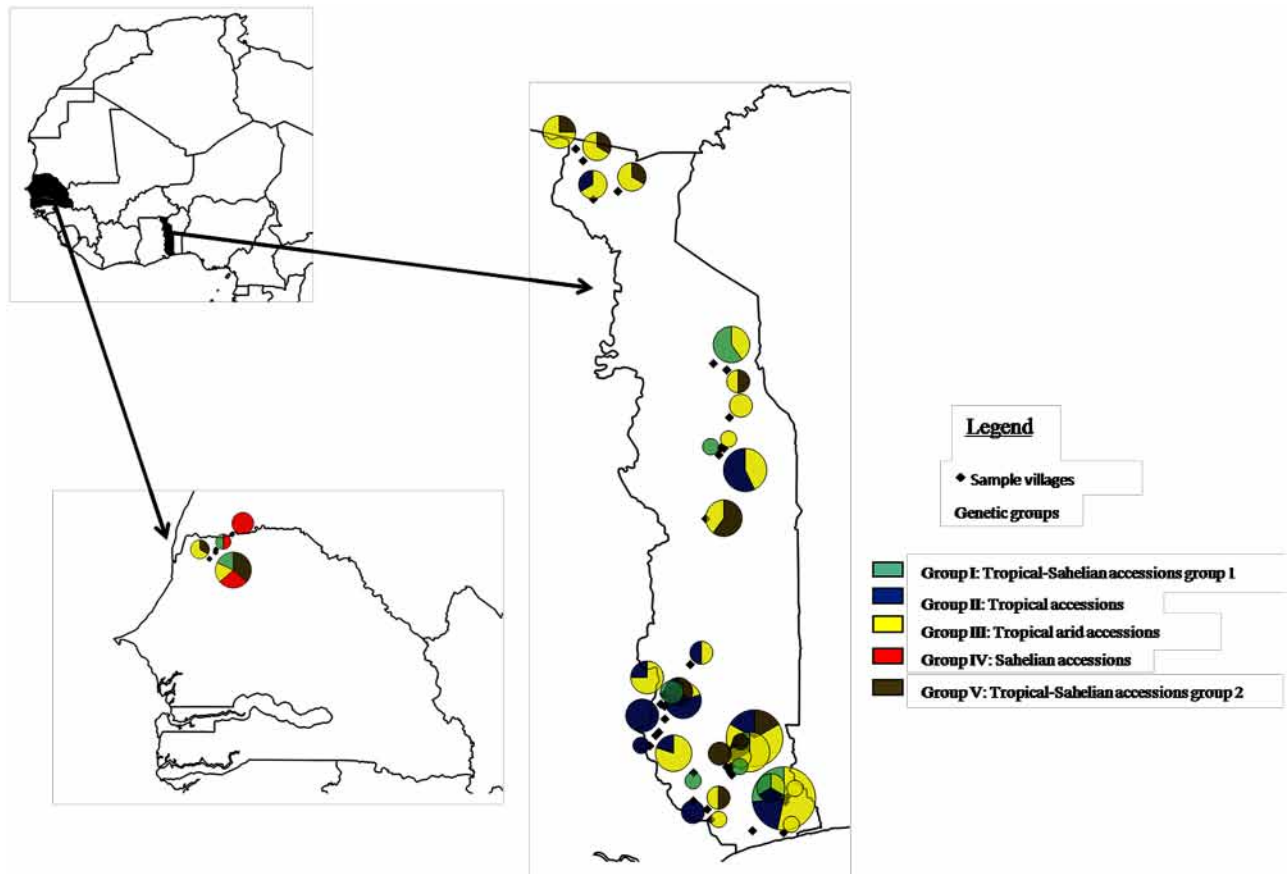 Legend
Sample villages
Genetic groups
Group I: Tropical-Sahelian accessions group 1
Group II: Tropical accessions
Group III: Tropical arid accessions
Group IV: Sahelian accessions
Group V: Tropical-Sahelian accessions group 2